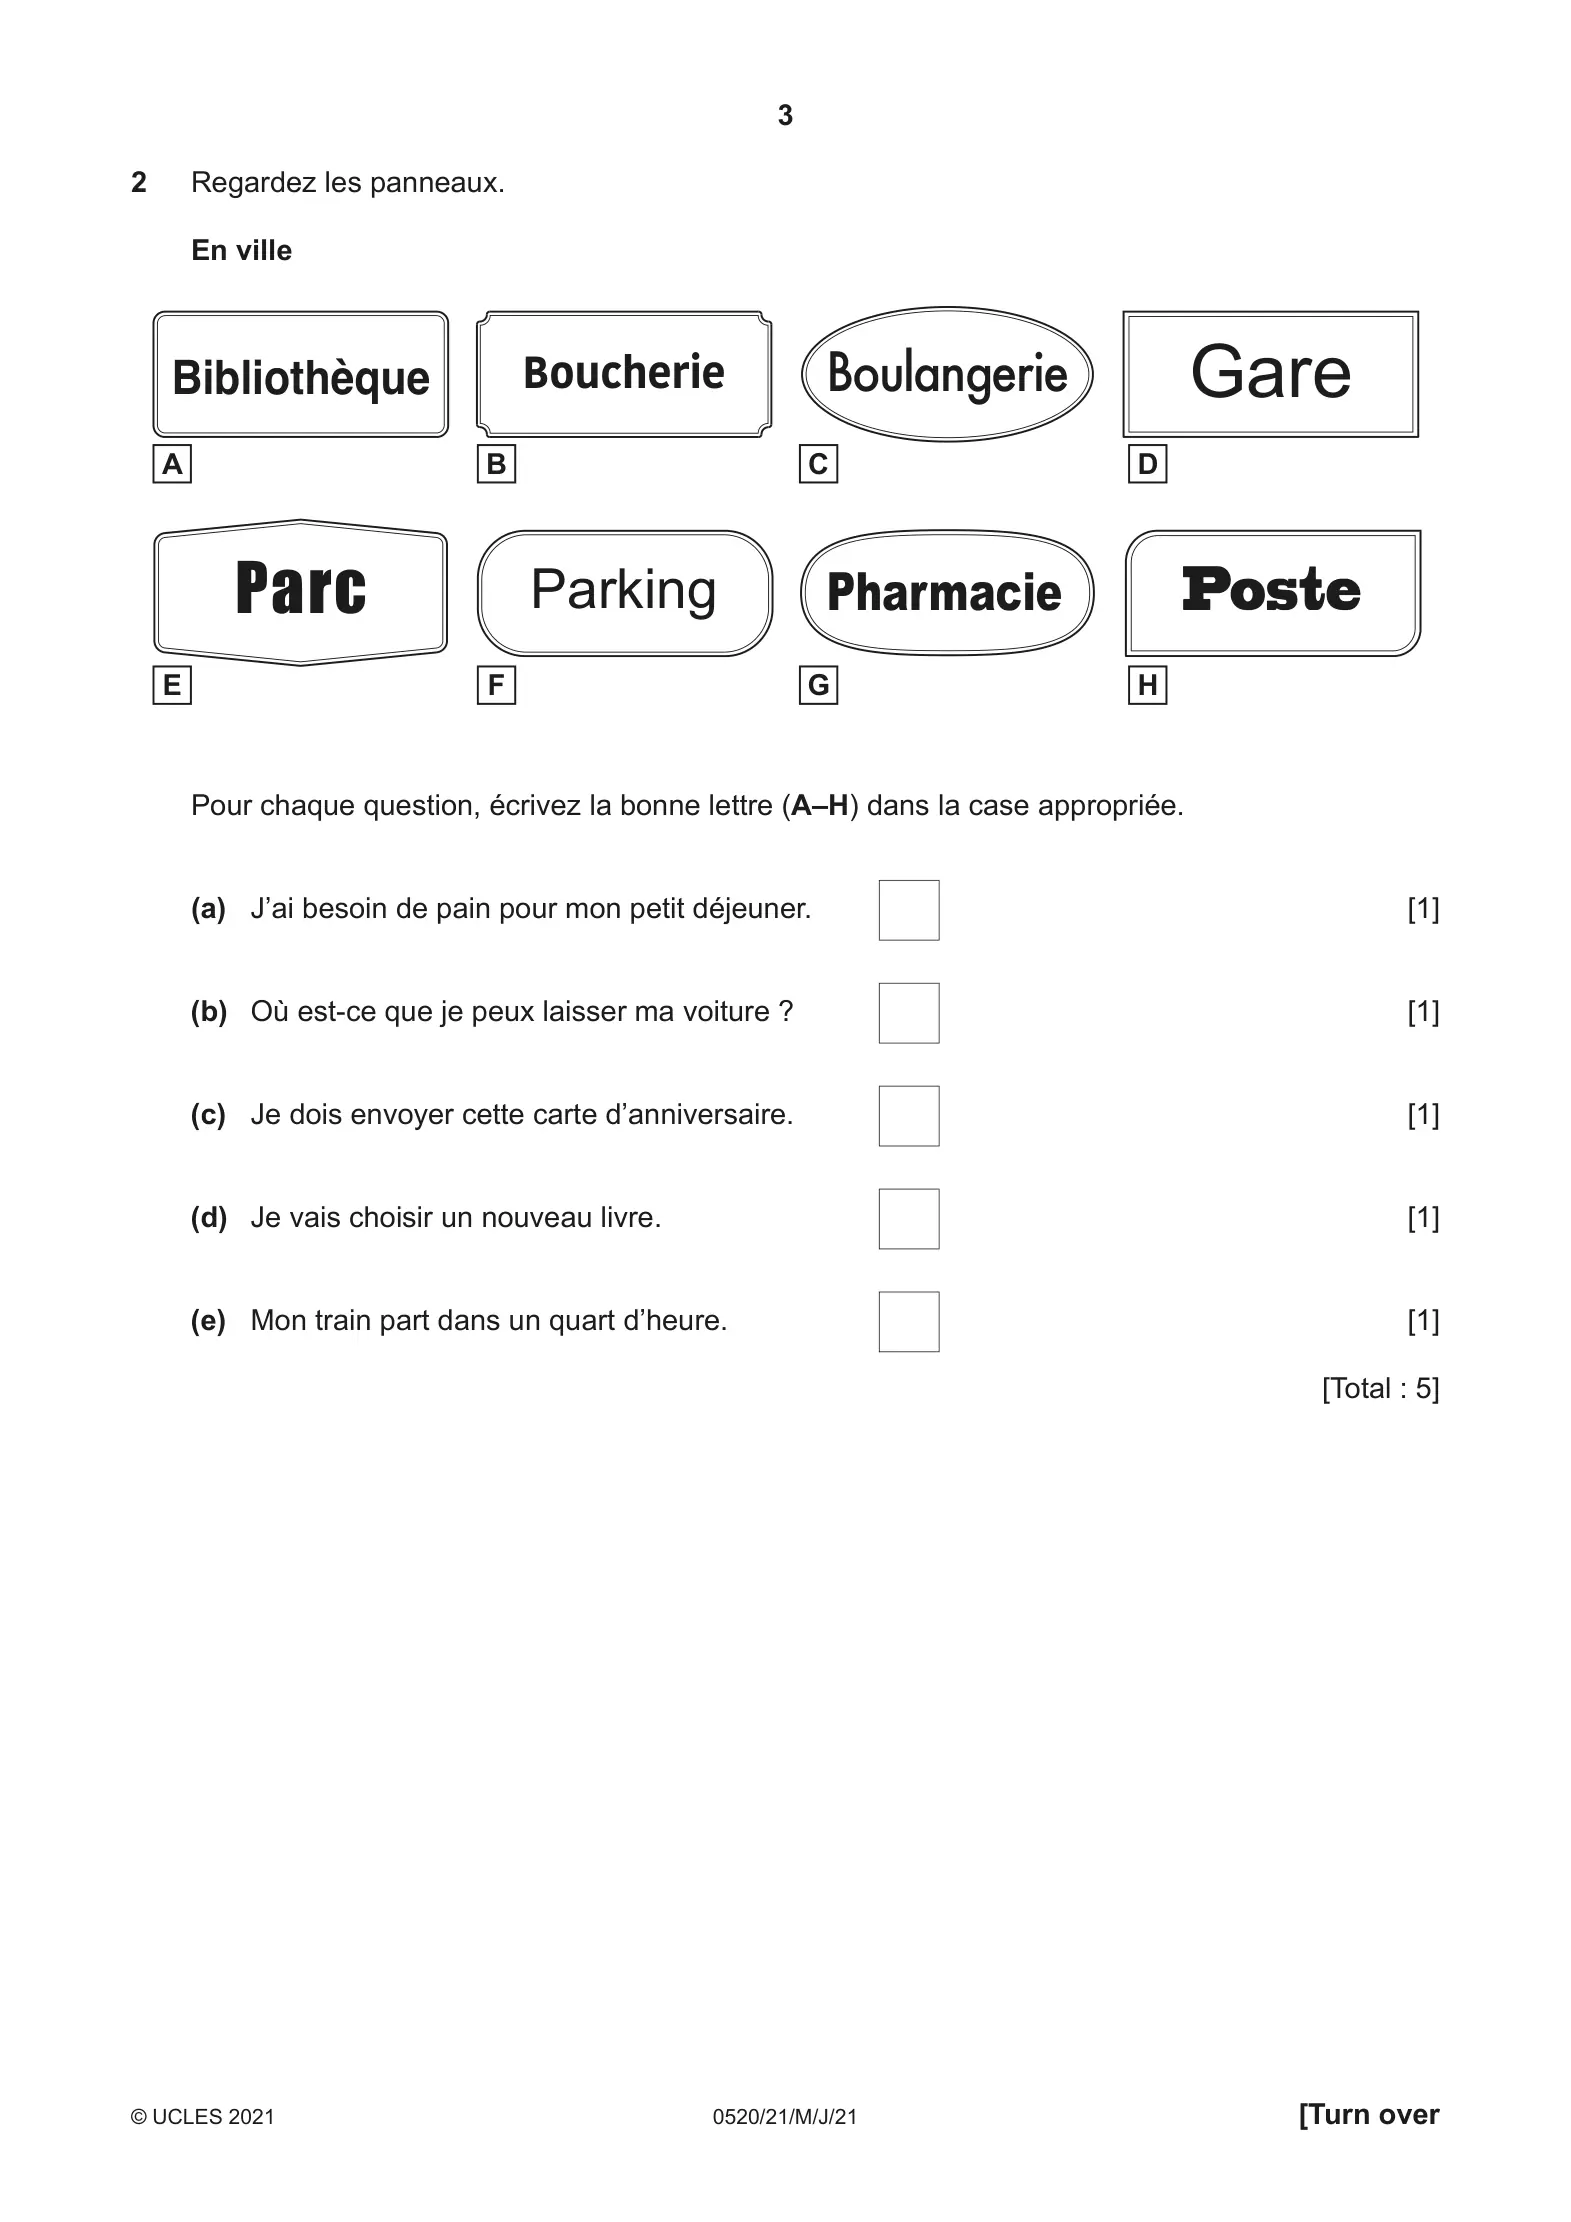 3
2 Regardez les panneaux.
En ville
Bibliothèque Boucherie Boulangerie Gare
A B C D
Parc Parking Pharmacie Poste
E F G H
Pour chaque question, écrivez la bonne lettre (A–H) dans la case appropriée.
(a) J’ai besoin de pain pour mon petit déjeuner. [1]
(b) Où est-ce que je peux laisser ma voiture ? [1]
(c) Je dois envoyer cette carte d’anniversaire. [1]
(d) Je vais choisir un nouveau livre. [1]
(e) Mon train part dans un quart d’heure. [1]
[Total : 5]
© UCLES 2021 0520/21/M/J/21 [Turn over